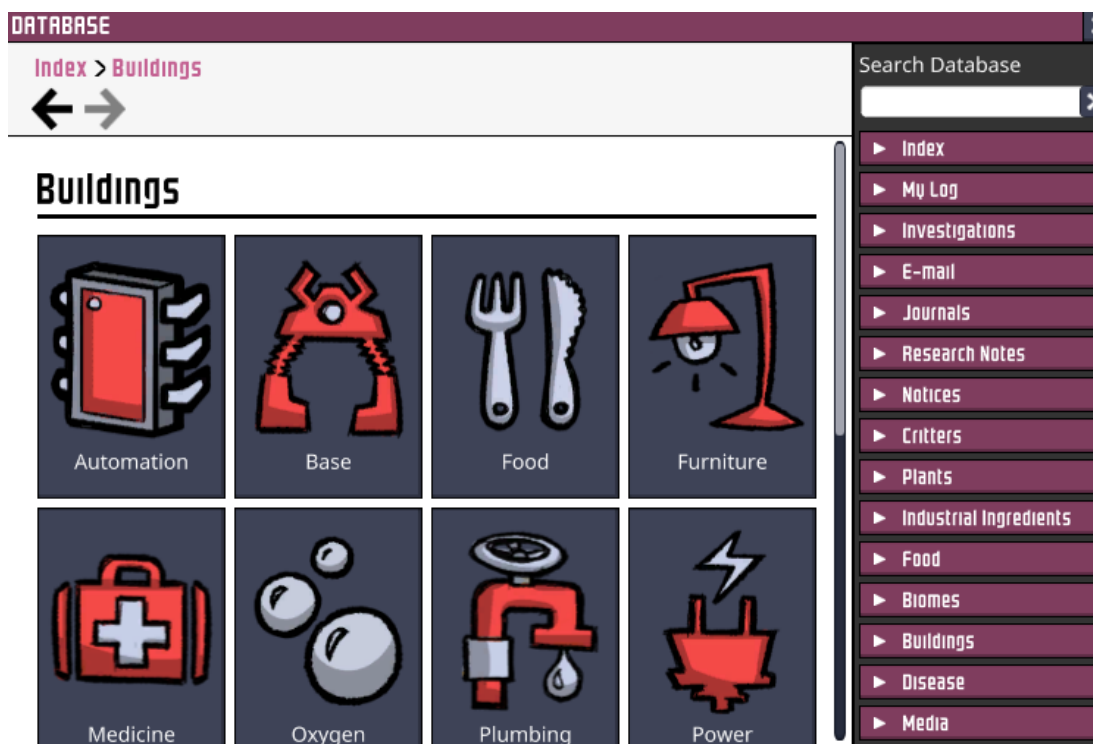 DATABASE
Index > Buildings
Buildings
Automation
Base
Food
Furniture
Medicine
Oxygen
Plumbing
Power
Search Database
Index
My Log
Investigations
E-mail
Journals
Research Notes
Notices
Critters
Plants
Industrial Ingredients
Food
Biomes
Buildings
Disease
Media